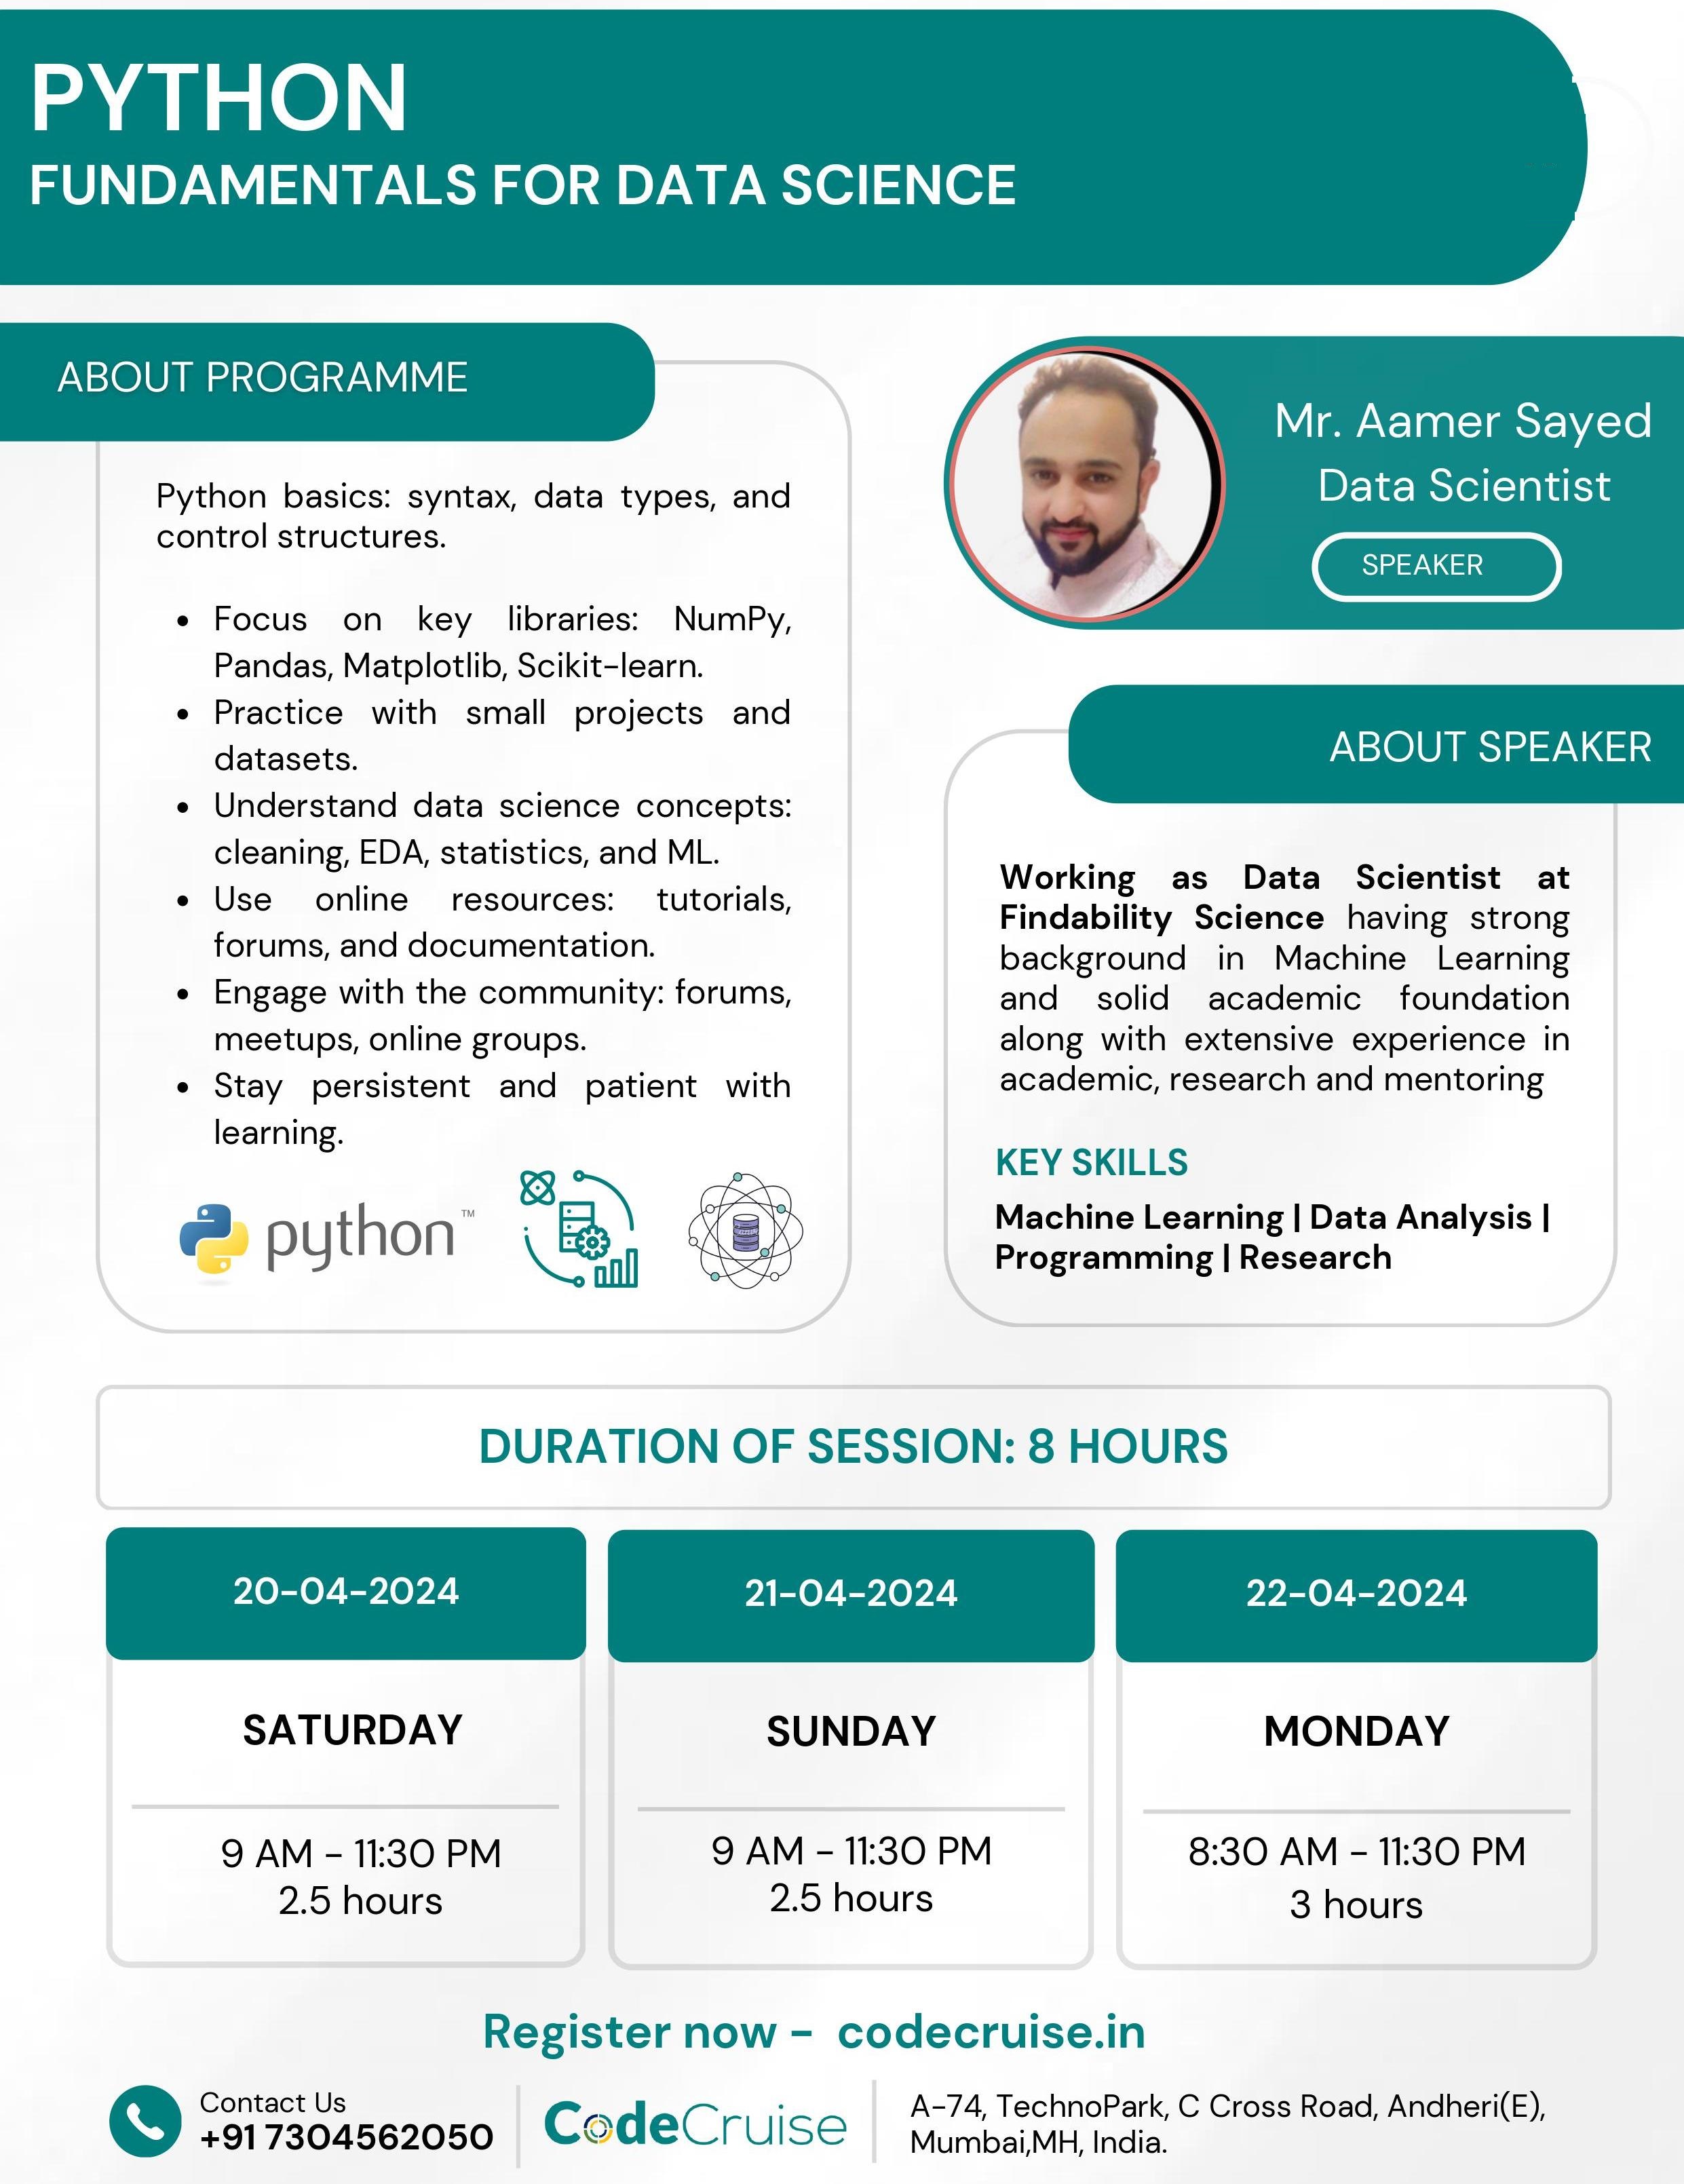 PYTHON
FUNDAMENTALS FOR DATA SCIENCE
ABOUT PROGRAMME
Python basics: syntax, data types, and
control structures.
• Focus on key libraries: NumPy,
Pandas, Matplotlib, Scikit-learn.
• Practice with small projects and
datasets.
• Understand data science concepts:
cleaning, EDA, statistics, and ML.
• Use online resources: tutorials,
forums, and documentation.
• Engage with the community: forums,
meetups, online groups.
• Stay persistent and patient with
learning.
python™
Mr. Aamer Sayed
Data Scientist
SPEAKER
ABOUT SPEAKER
Working as Data Scientist at
Findability Science having strong
background in Machine Learning
and solid academic foundation
along with extensive experience in
academic, research and mentoring
KEY SKILLS
Machine Learning | Data Analysis |
Programming | Research
DURATION OF SESSION: 8 HOURS
20-04-2024
SATURDAY
9 AM - 11:30 PM
2.5 hours
21-04-2024
SUNDAY
9 AM - 11:30 PM
2.5 hours
22-04-2024
MONDAY
8:30 AM - 11:30 PM
3 hours
Register now - codecruise.in
Contact Us
+91 7304562050
CodeCruise
A-74, TechnoPark, C Cross Road, Andheri(E),
Mumbai,MH, India.